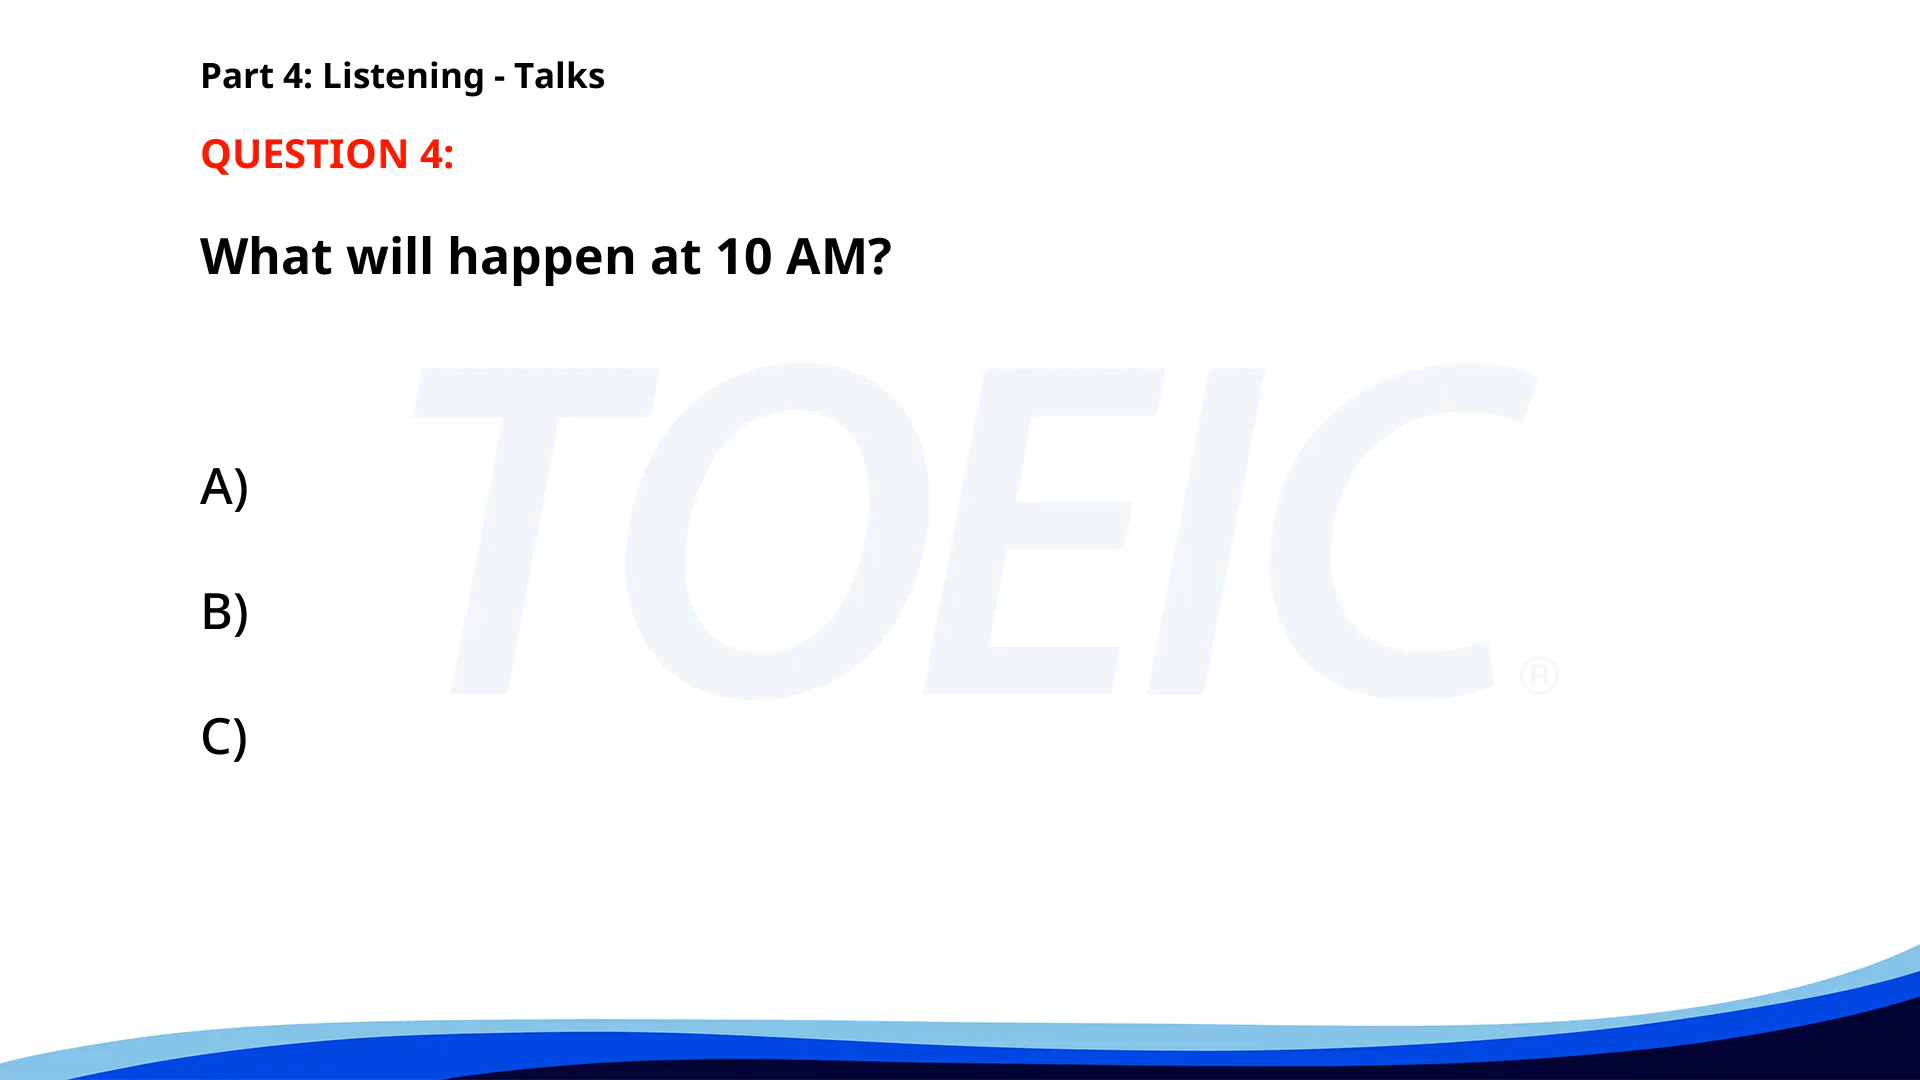 Part 4: Listening - Talks
QUESTION 4:
What will happen at 10 AM?
TOEIC®
A)
B)
C)